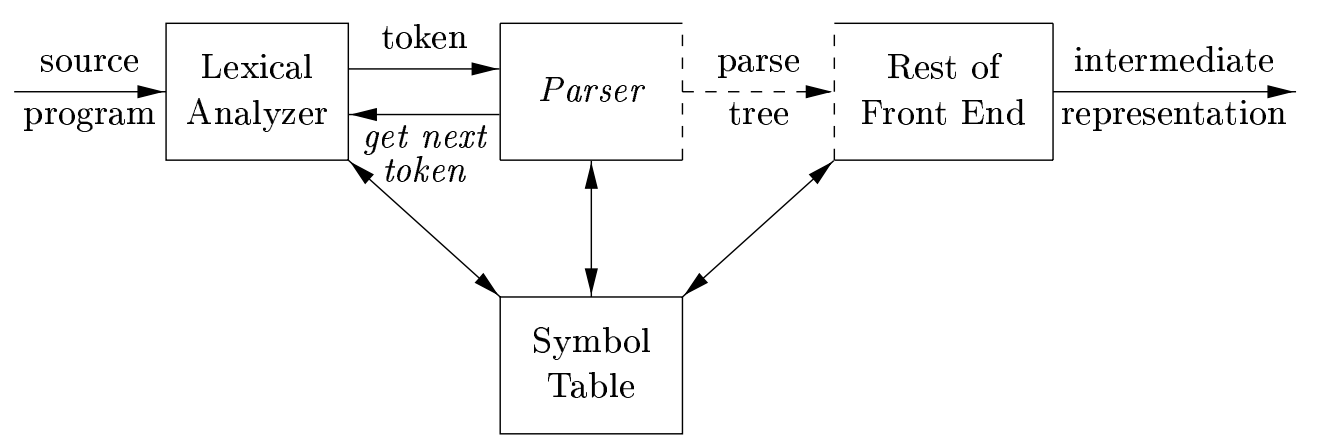 source
program
Lexical
Analyzer
token
get next
token
Parser
parse
tree
Rest of
Front End
intermediate
representation
Symbol
Table